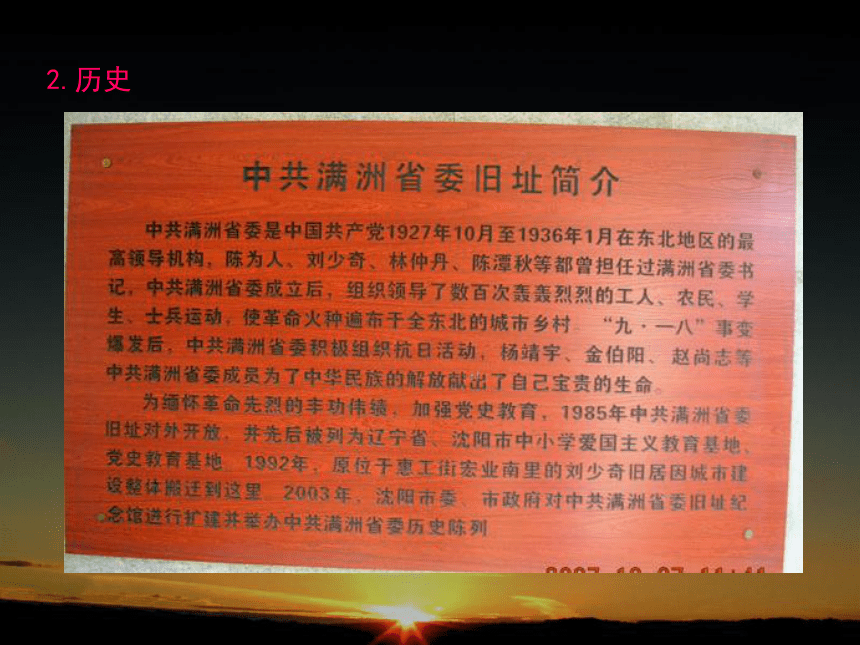 2.历史
中共满洲省委旧址简介
中共满洲省委是中国共产党1927年10月至1936年1月在东北地区的最
高领导机构，陈为人、刘少奇、林仲丹、陈潭秋等都曾担任过满洲省委书
记，中共满洲省委成立后，组织领导了数百次轰轰烈烈的工人、农民、学
生、士兵运动，使革命火种遍布于全东北的城市乡村。“九·一八”事变
爆发后，中共满洲省委积极组织抗日活动，杨靖宇、金伯阳、赵尚志等
中共满洲省委成员为了中华民族的解放献出了自己宝贵的生命。
为缅怀革命先烈的丰功伟绩，加强党史教育，1985年中共满洲省委
旧址对外开放，并先后被列为辽宁省、沈阳市中小学爱国主义教育基地、
党史教育基地 1992年，原位于惠工街宏业南里的刘少奇旧居因城市建
设整体搬迁到这里 2003年，沈阳市委、市政府对中共满洲省委旧址纪
念馆进行扩建并举办中共满洲省委历史陈列